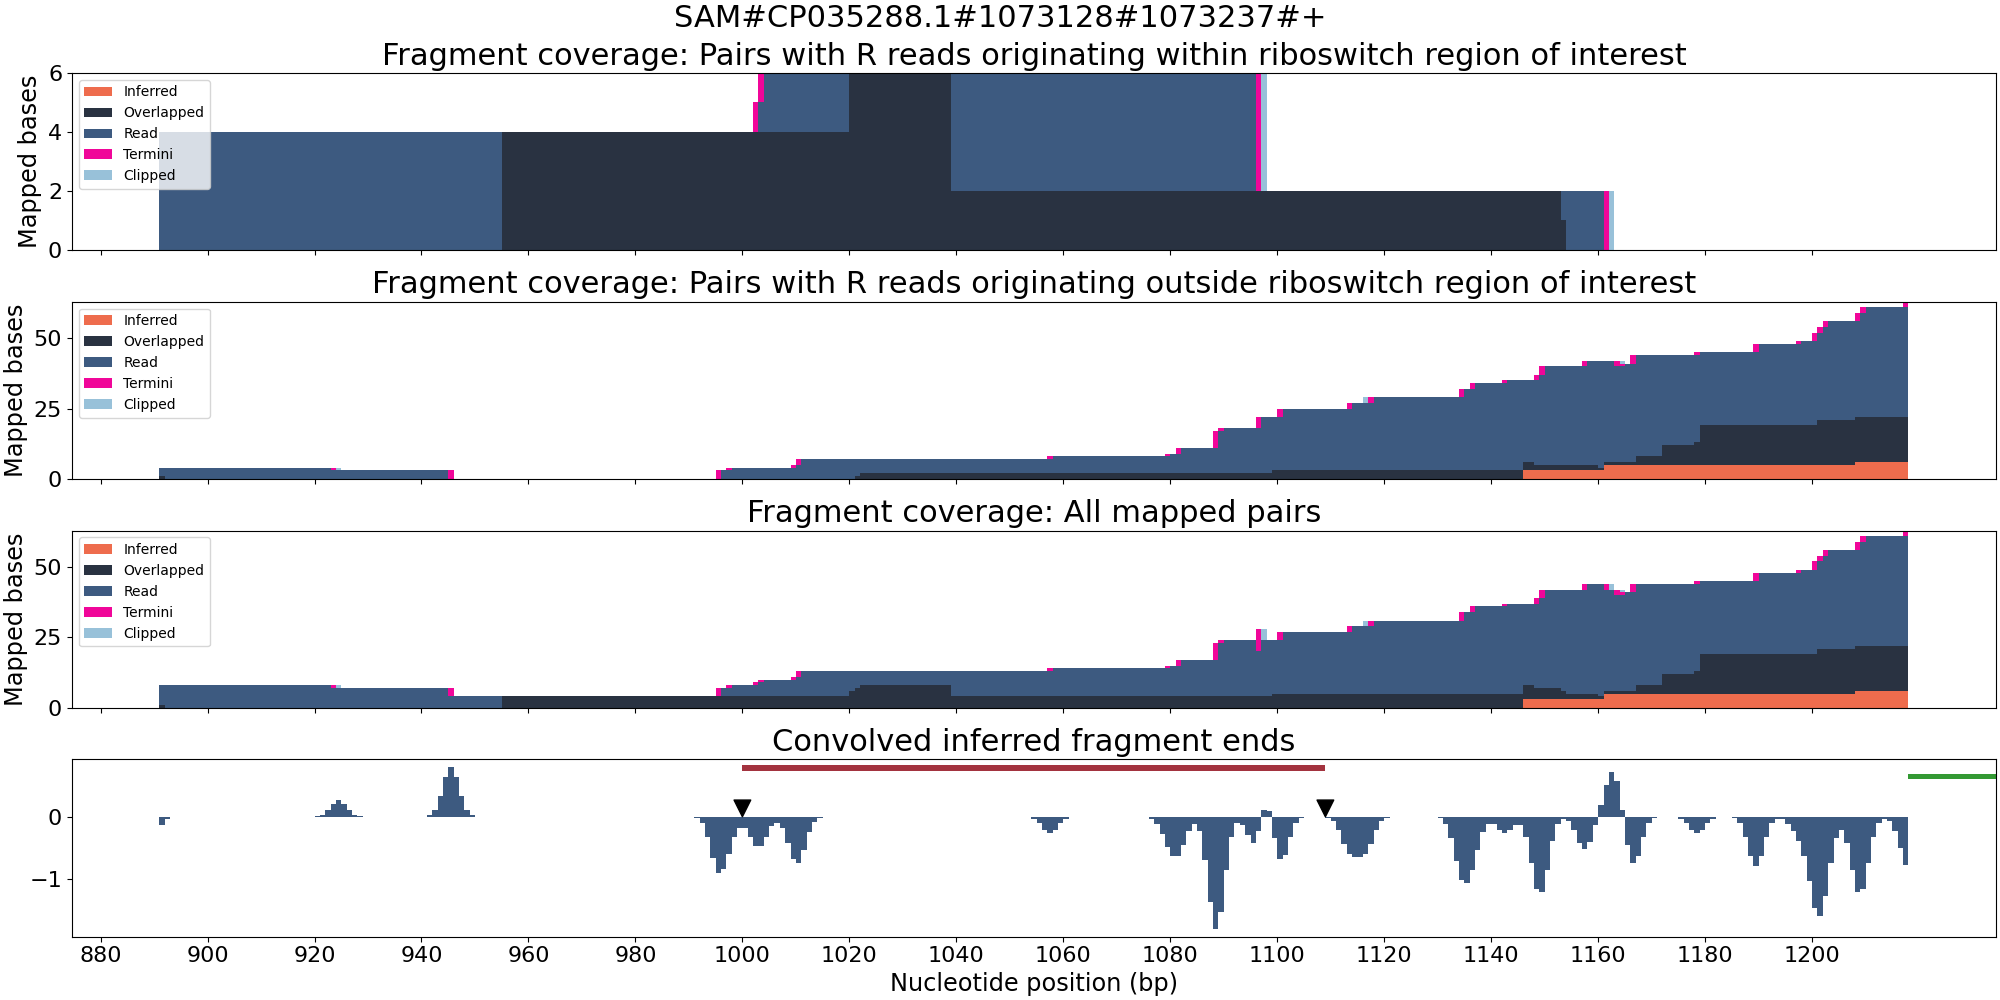 SAM#CP035288.1#1073128#1073237#+
Fragment coverage: Pairs with R reads originating within riboswitch region of interest
Mapped bases
6
4
2
0
Inferred
Overlapped
Read
Termini
Clipped
Fragment coverage: Pairs with R reads originating outside riboswitch region of interest
Mapped bases
50
25
0
Inferred
Overlapped
Read
Termini
Clipped
Fragment coverage: All mapped pairs
Mapped bases
50
25
0
Inferred
Overlapped
Read
Termini
Clipped
Convolved inferred fragment ends
0
−1
880 900 920 940 960 980 1000 1020 1040 1060 1080 1100 1120 1140 1160 1180 1200
Nucleotide position (bp)